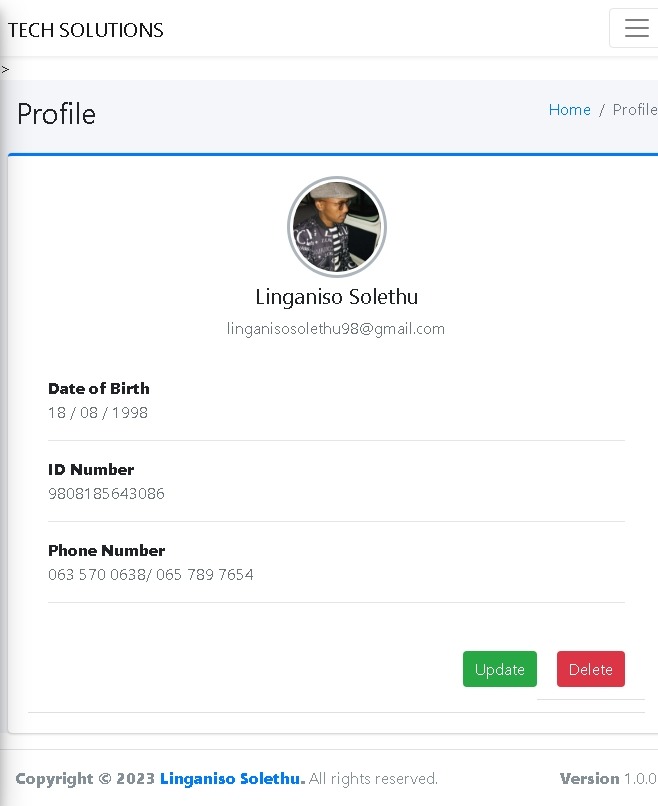 TECH SOLUTIONS
>
Profile
Home / Profile
Linganiso Solethu
linganisosolethu98@gmail.com
Date of Birth
18 / 08 / 1998
ID Number
9808185643086
Phone Number
063 570 0638/ 065 789 7654
Update Delete
Copyright © 2023 Linganiso Solethu. All rights reserved. Version 1.0.0